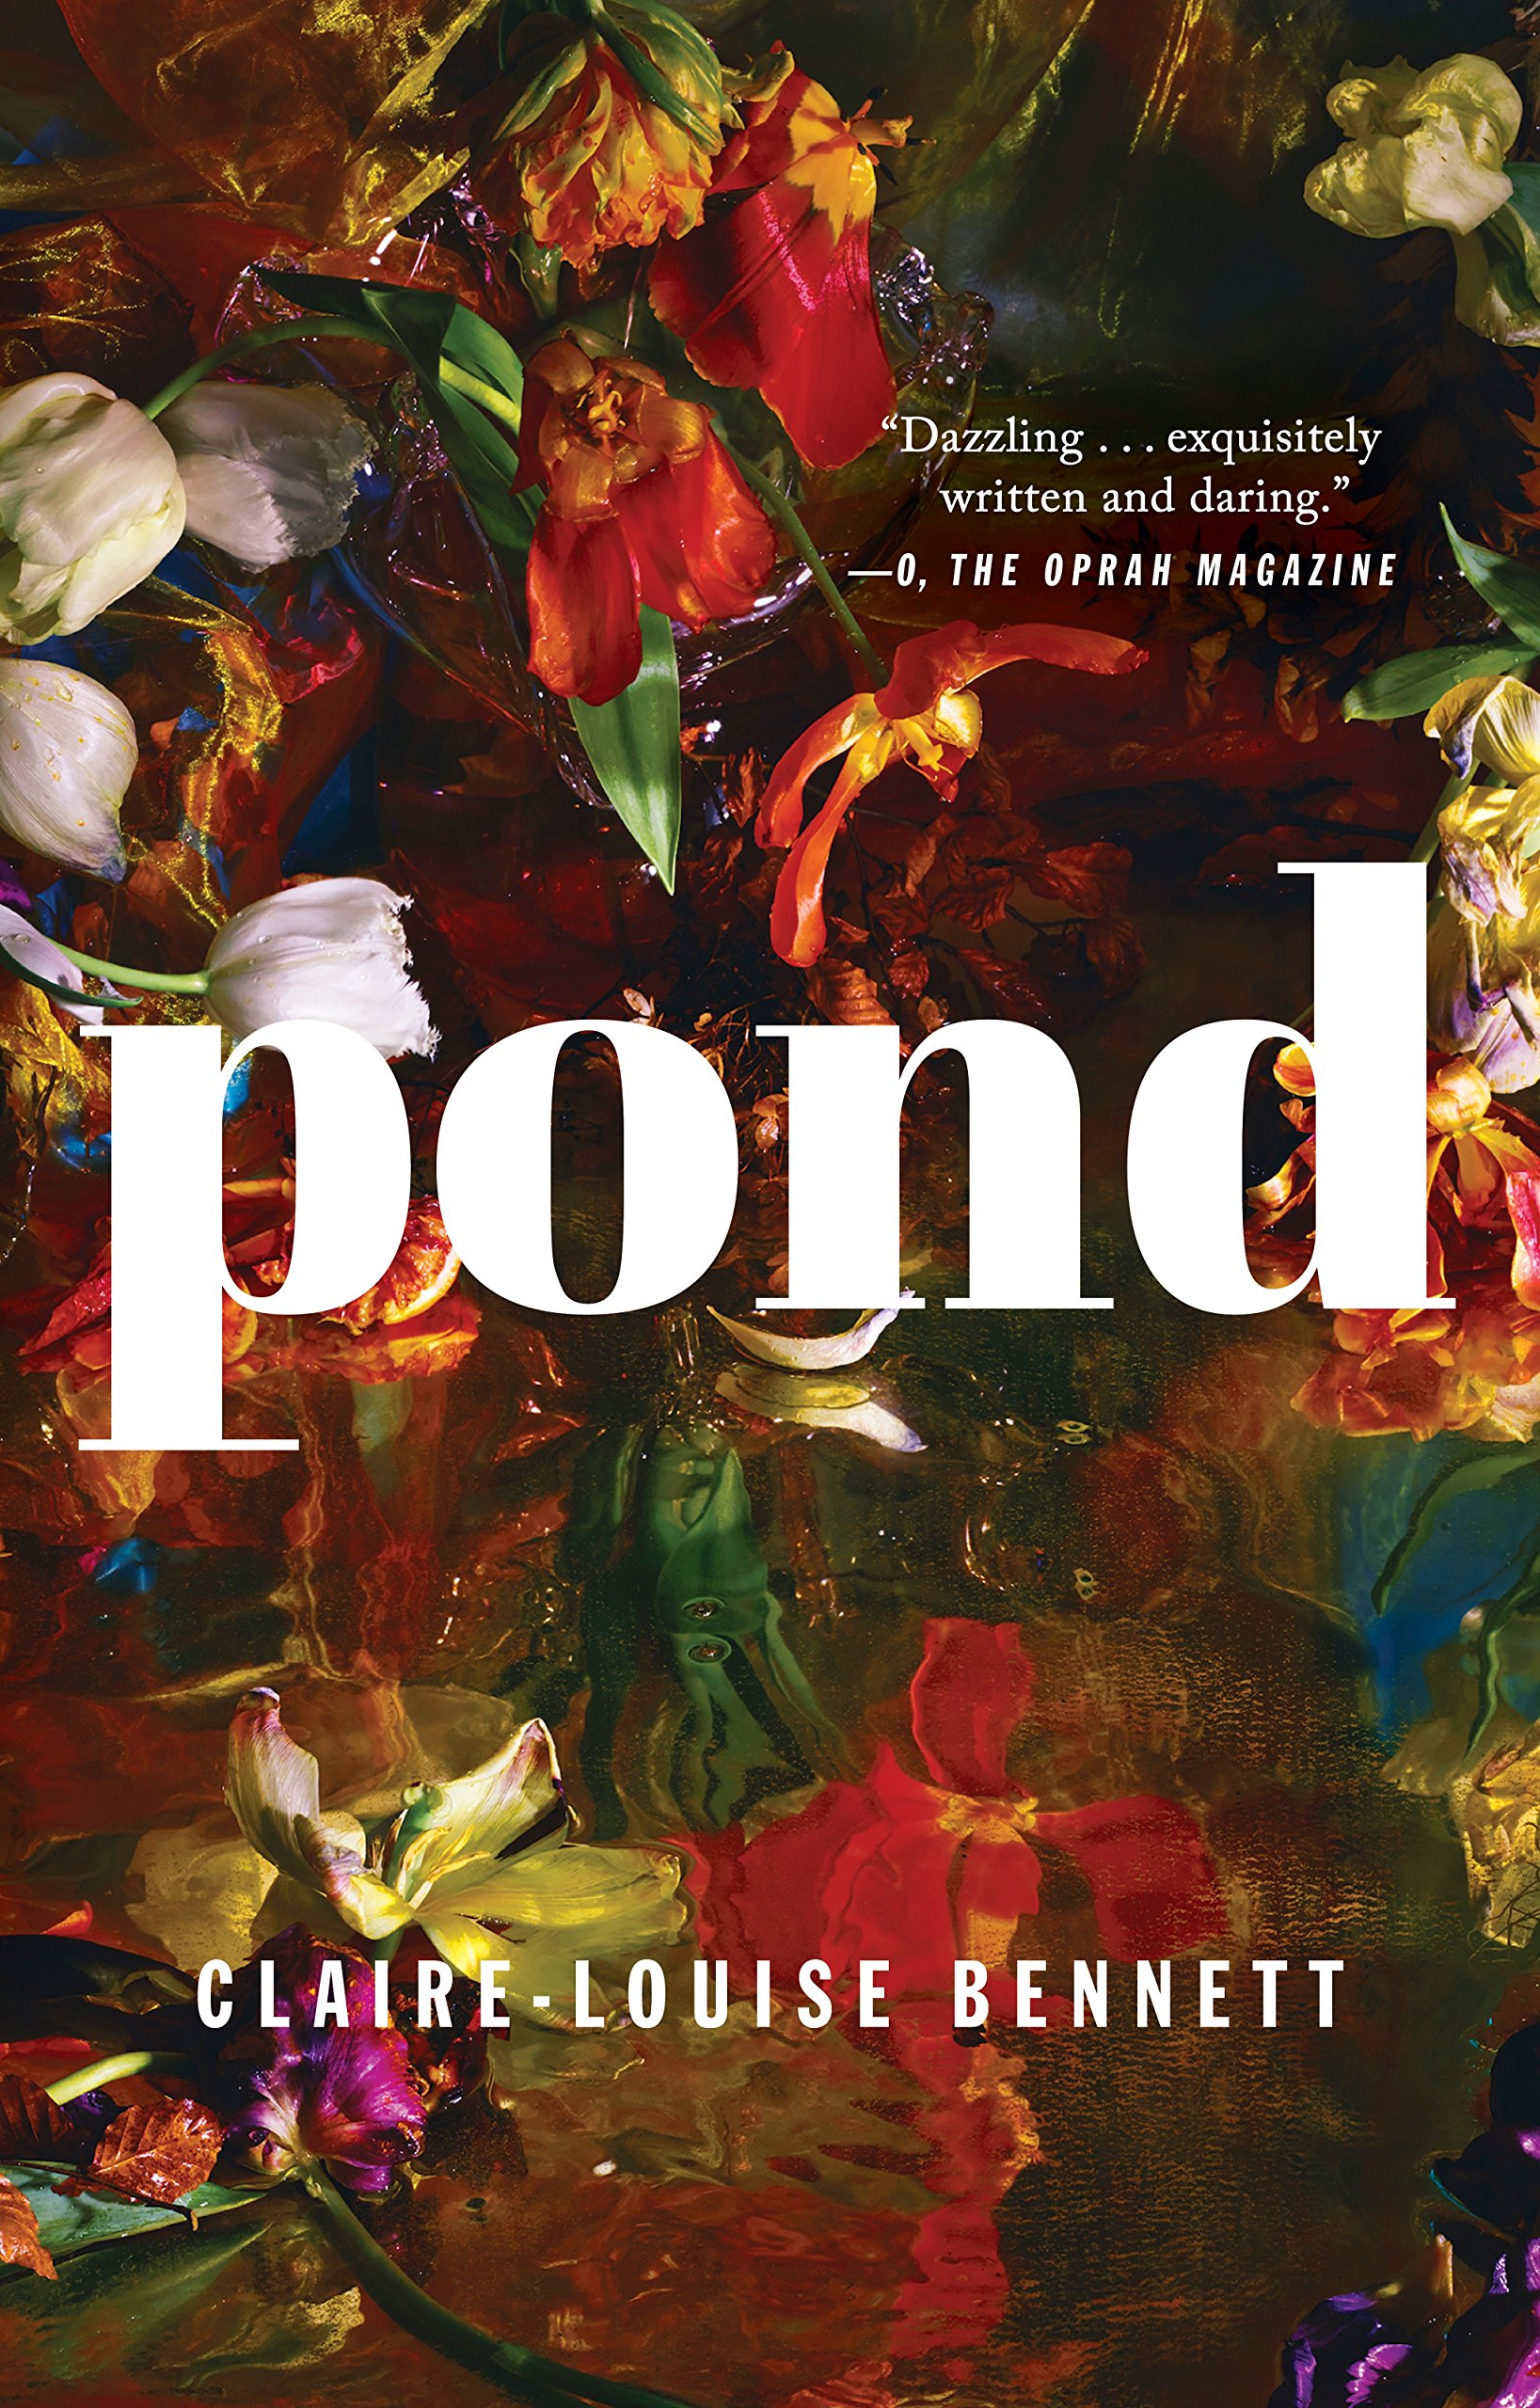 “Dazzling . . . exquisitely
written and daring.”
—O, THE OPRAH MAGAZINE
pond
CLAIRE-LOUISE BENNETT